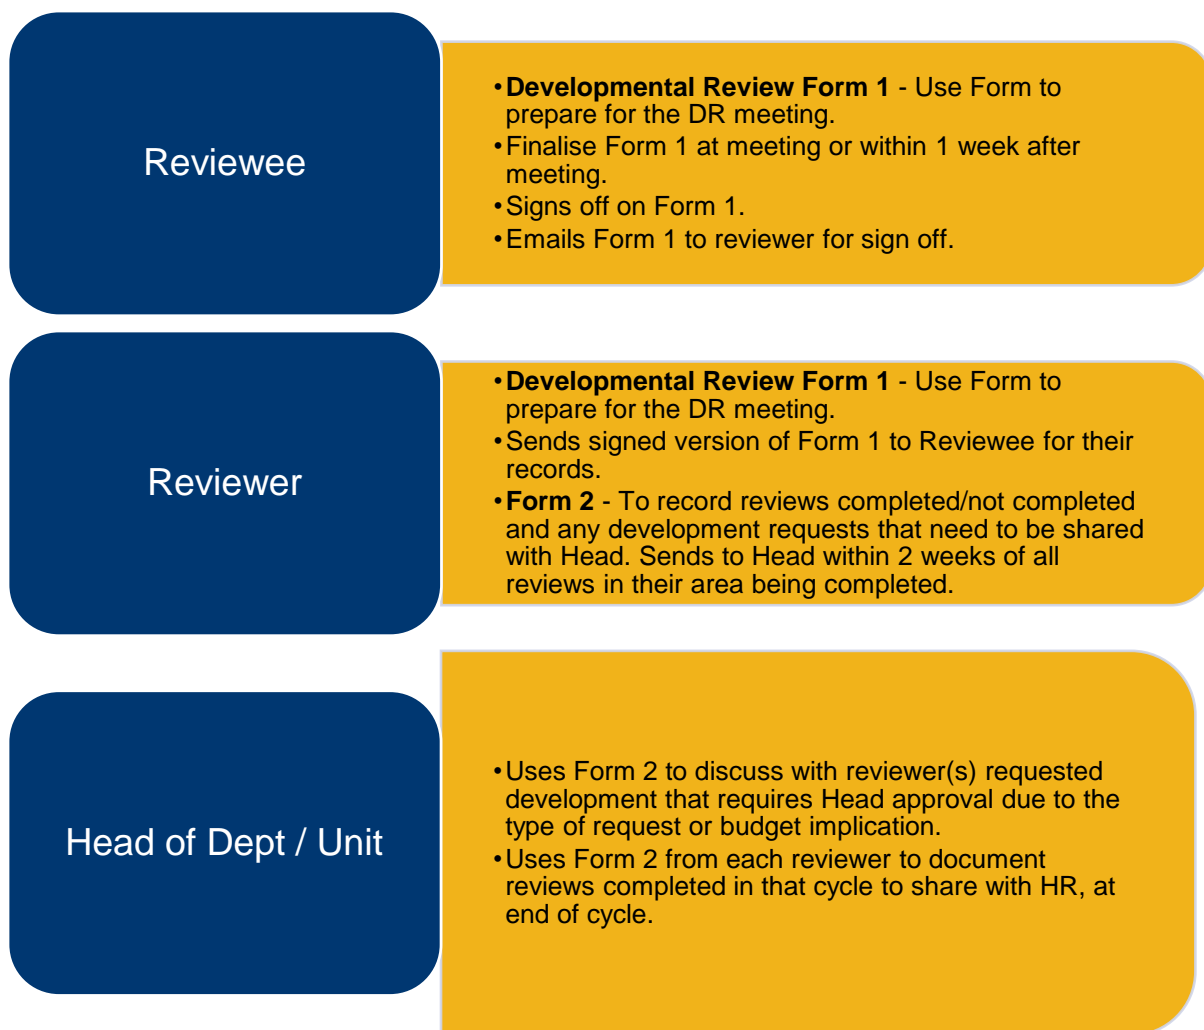 Reviewee
•Developmental Review Form 1 - Use Form to
prepare for the DR meeting.
•Finalise Form 1 at meeting or within 1 week after
meeting.
•Signs off on Form 1.
•Emails Form 1 to reviewer for sign off.
Reviewer
•Developmental Review Form 1 - Use Form to
prepare for the DR meeting.
•Sends signed version of Form 1 to Reviewee for their
records.
•Form 2 - To record reviews completed/not completed
and any development requests that need to be shared
with Head. Sends to Head within 2 weeks of all
reviews in their area being completed.
Head of Dept / Unit
•Uses Form 2 to discuss with reviewer(s) requested
development that requires Head approval due to the
type of request or budget implication.
•Uses Form 2 from each reviewer to document
reviews completed in that cycle to share with HR, at
end of cycle.